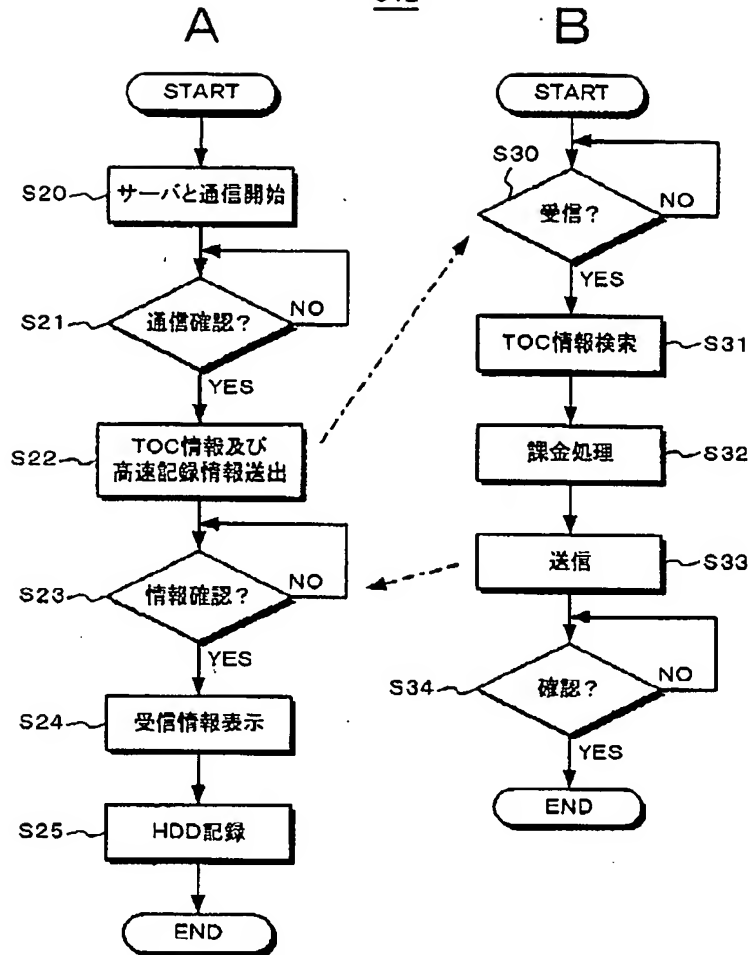 A
START
S20
サーバと通信開始
S21
通信確認?
NO
YES
S22
TOC情報及び
高速記録情報送出
S23
情報確認?
NO
YES
S24
受信情報表示
S25
HDD記録
END
B
START
S30
受信?
NO
YES
TOC情報検索
S31
課金処理
S32
送信
S33
S34
確認?
NO
YES
END